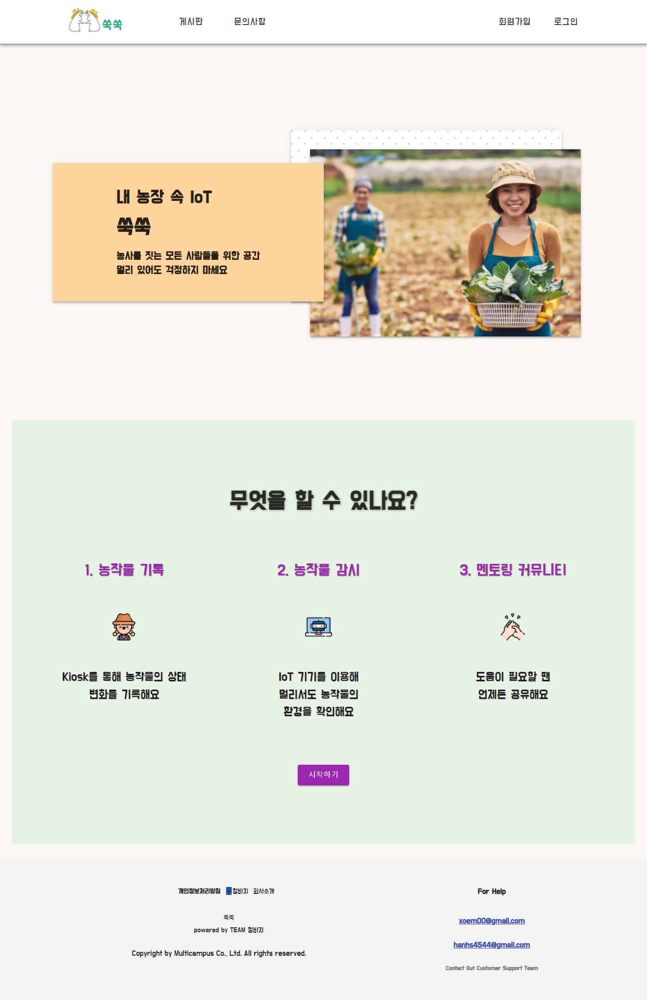 쑥쑥
게시판
문의사항
회원가입
로그인
내 농장 속 IoT
쑥쑥
농사를 짓는 모든 사람들을 위한 공간
멀리 있어도 걱정하지 마세요
무엇을 할 수 있나요?
1. 농작물 기록
2. 농작물 감시
3. 멘토링 커뮤니티
Kiosk를 통해 농작물의 상태
변화를 기록해요
IoT 기기를 이용해
멀리서도 농작물의
환경을 확인해요
도움이 필요할 땐
언제든 공유해요
시작하기
개인정보처리방침 청바지 회사소개
쑥쑥
powered by TEAM 청바지
Copyright by Multicampus Co., Ltd. All rights reserved.
For Help
xoem00@gmail.com
hanhs4544@gmail.com
Contact Out Customer Support Team